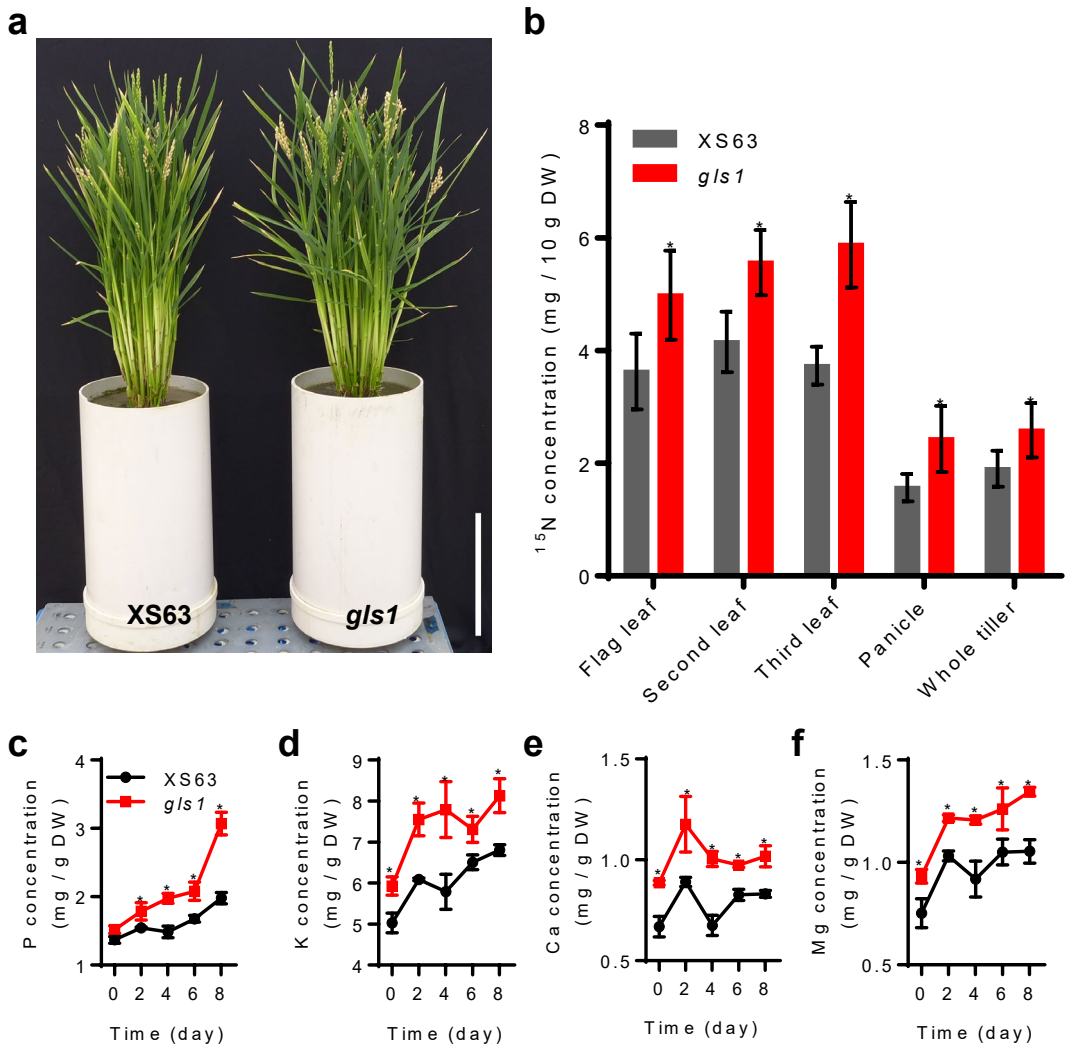 a
XS63
gls1
b
¹⁵N concentration (mg / 10 g DW)
8
6
4
2
0
XS63
gls1
*
*
*
*
*
Flag leaf
Second leaf
Third leaf
Panicle
Whole tiller
c
P concentration
(mg / g DW)
4
3
2
1
XS63
gls1
*
*
*
*
0 2 4 6 8
Time (day)
d
K concentration
(mg / g DW)
9
8
7
6
5
4
*
*
*
*
*
0 2 4 6 8
Time (day)
e
Ca concentration
(mg / g DW)
1.5
1.0
0.5
*
*
*
*
*
0 2 4 6 8
Time (day)
f
Mg concentration
(mg / g DW)
1.5
1.0
0.5
*
*
*
*
*
0 2 4 6 8
Time (day)